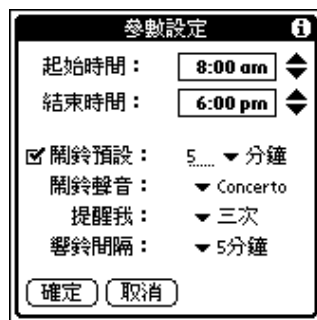 參數設定
起始時間：8:00 am
結束時間：6:00 pm
鬧鈴預設：5 分鐘
鬧鈴聲音：Concerto
提醒我：三次
響鈴間隔：5分鐘
確定 取消